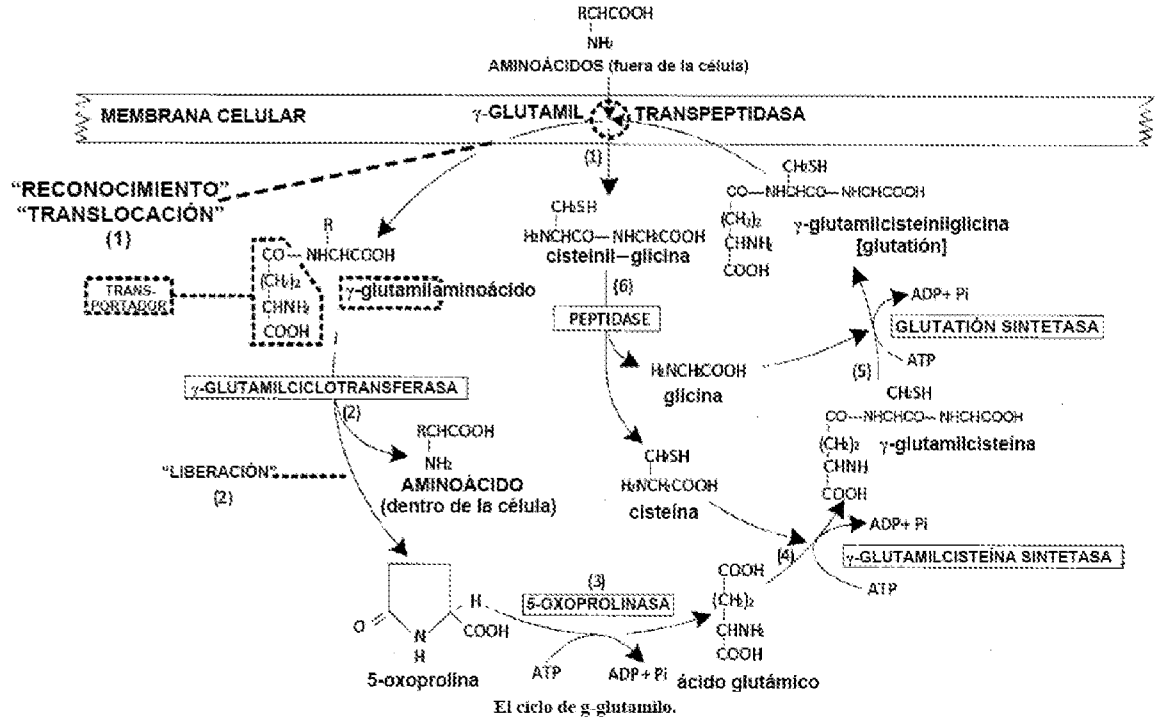 RCHCOOH
NH₂
AMINOÁCIDOS (fuera de la célula)
MEMBRANA CELULAR
γ-GLUTAMIL TRANSPEPTIDASA
(1)
"RECONOCIMIENTO"
"TRANSLOCACIÓN"
(1)
CH₂SH
CO—NHCHCO—NHCHCOOH
(CH₂)₂
CHNH₂
COOH
γ-glutamilcisteinilglicina
[glutatión]
CH₂SH
H₂NCHCO—NHCH₂COOH
cisteinil–glicina
R
CO—NHCHCOOH
(CH₂)₂
CHNH₂
COOH
TRANS-
PORTADOR
γ-glutamilaminoácido
(6)
PEPTIDASE
ADP+ Pi
GLUTATIÓN SINTETASA
ATP
(5)
H₂NCH₂COOH
glicina
γ-GLUTAMILCICLOTRANSFERASA
(2)
CH₂SH
CO—NHCHCO—NHCHCOOH
(CH₂)₂
CHNH
COOH
γ-glutamilcisteína
RCHCOOH
NH₂
AMINOÁCIDO
(dentro de la célula)
"LIBERACIÓN"
(2)
CH₂SH
H₂NCH₂COOH
cisteína
ADP+ Pi
(4)
γ-GLUTAMILCISTEÍNA SINTETASA
ATP
O
N
H
H
COOH
5-oxoprolina
(3)
5-OXOPROLINASA
ATP
ADP+ Pi
COOH
(CH₂)₂
CHNH₂
COOH
ácido glutámico
El ciclo de g-glutamilo.